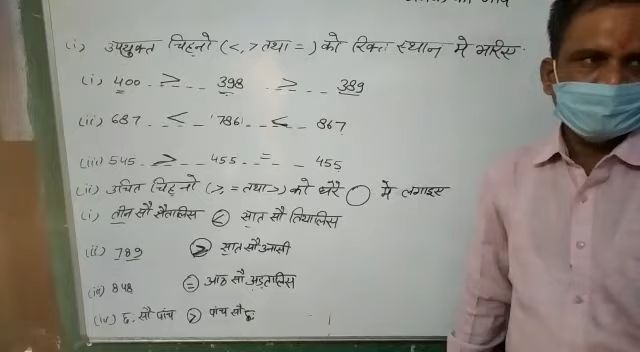 (i) उपयुक्त चिह्नो (<, > तथा = ) को रिक्त स्थान मे भरिए.
(i) 400 . > - - 398 - > - - 389
(ii) 687 - - < - - 786 - - < - - 867
(iii) 545 - - > - - 455 - = - - 455
(ii) उचित चिह्नो (>, = तथा >) को घेरे ◯ में लगाइए
(i) तीन सौ सैतालिस < सात सौ तियालिस
(ii) 789 > सात सौ उनासी
(iii) 848 = आठ सौ अड़तालिस
(iv) छ. सौ पांच > पांच सौ छ